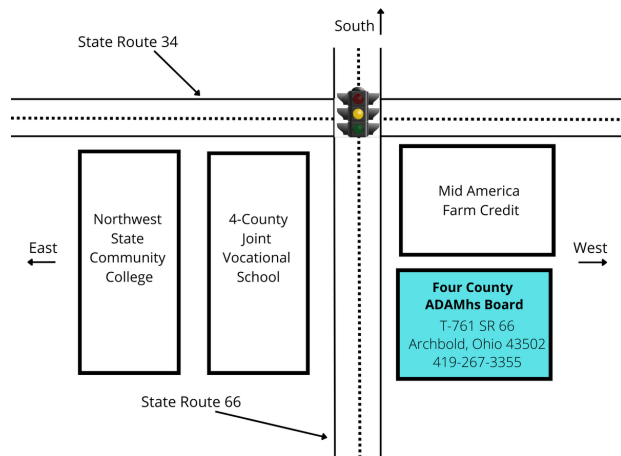 South
State Route 34
Northwest
State
Community
College
4-County
Joint
Vocational
School
Mid America
Farm Credit
East
West
Four County
ADAMhs Board
T-761 SR 66
Archbold, Ohio 43502
419-267-3355
State Route 66